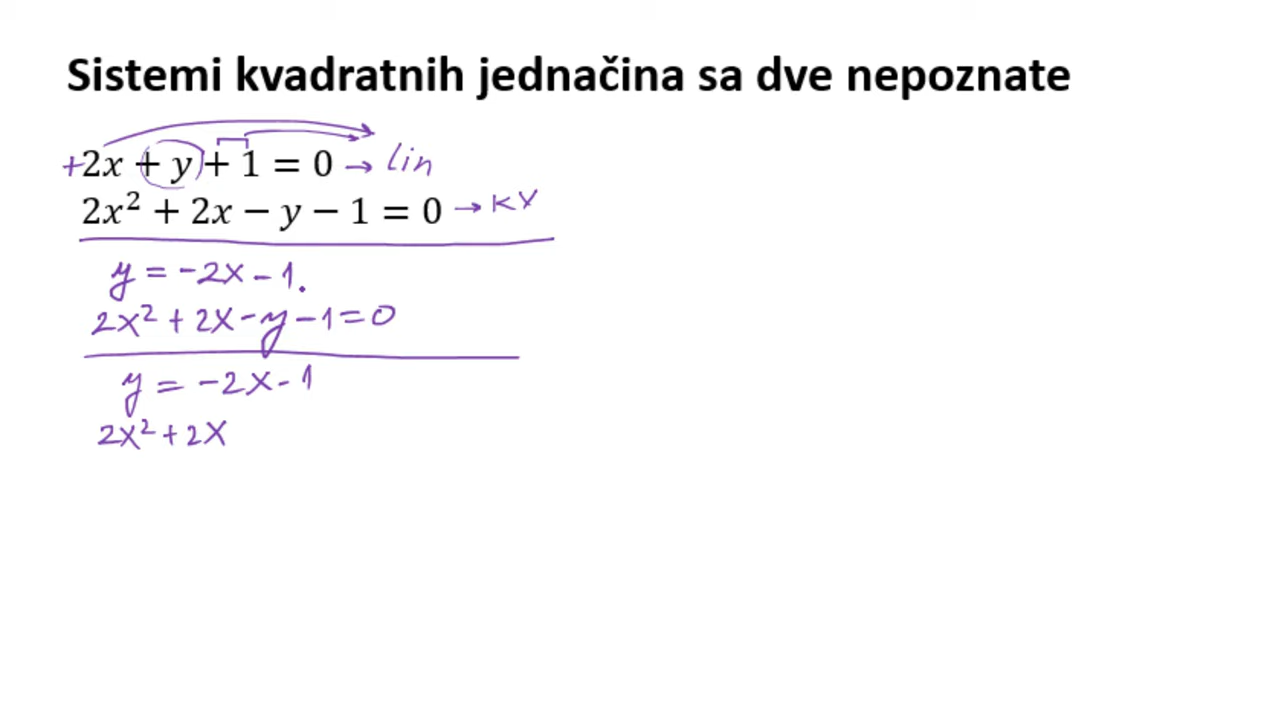 Sistemi kvadratnih jednačina sa dve nepoznate
+2x + y + 1 = 0 → lin
2x² + 2x − y − 1 = 0 → KV
y = -2x - 1.
2x² + 2x - y - 1 = 0
y = -2x - 1
2x² + 2x